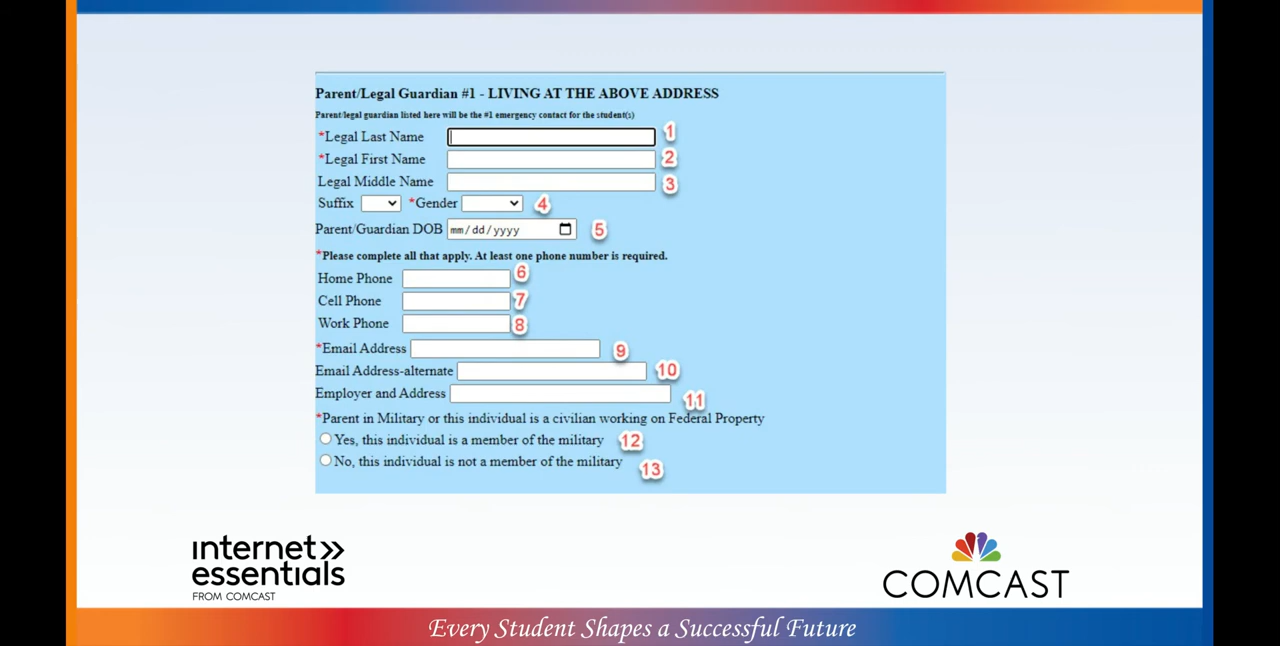 Parent/Legal Guardian #1 - LIVING AT THE ABOVE ADDRESS
Parent/legal guardian listed here will be the #1 emergency contact for the student(s)
*Legal Last Name 1
*Legal First Name 2
Legal Middle Name 3
Suffix *Gender 4
Parent/Guardian DOB mm/dd/yyyy 5
*Please complete all that apply. At least one phone number is required.
Home Phone 6
Cell Phone 7
Work Phone 8
*Email Address 9
Email Address-alternate 10
Employer and Address 11
*Parent in Military or this individual is a civilian working on Federal Property
Yes, this individual is a member of the military 12
No, this individual is not a member of the military 13
internet
essentials
FROM COMCAST
COMCAST
Every Student Shapes a Successful Future